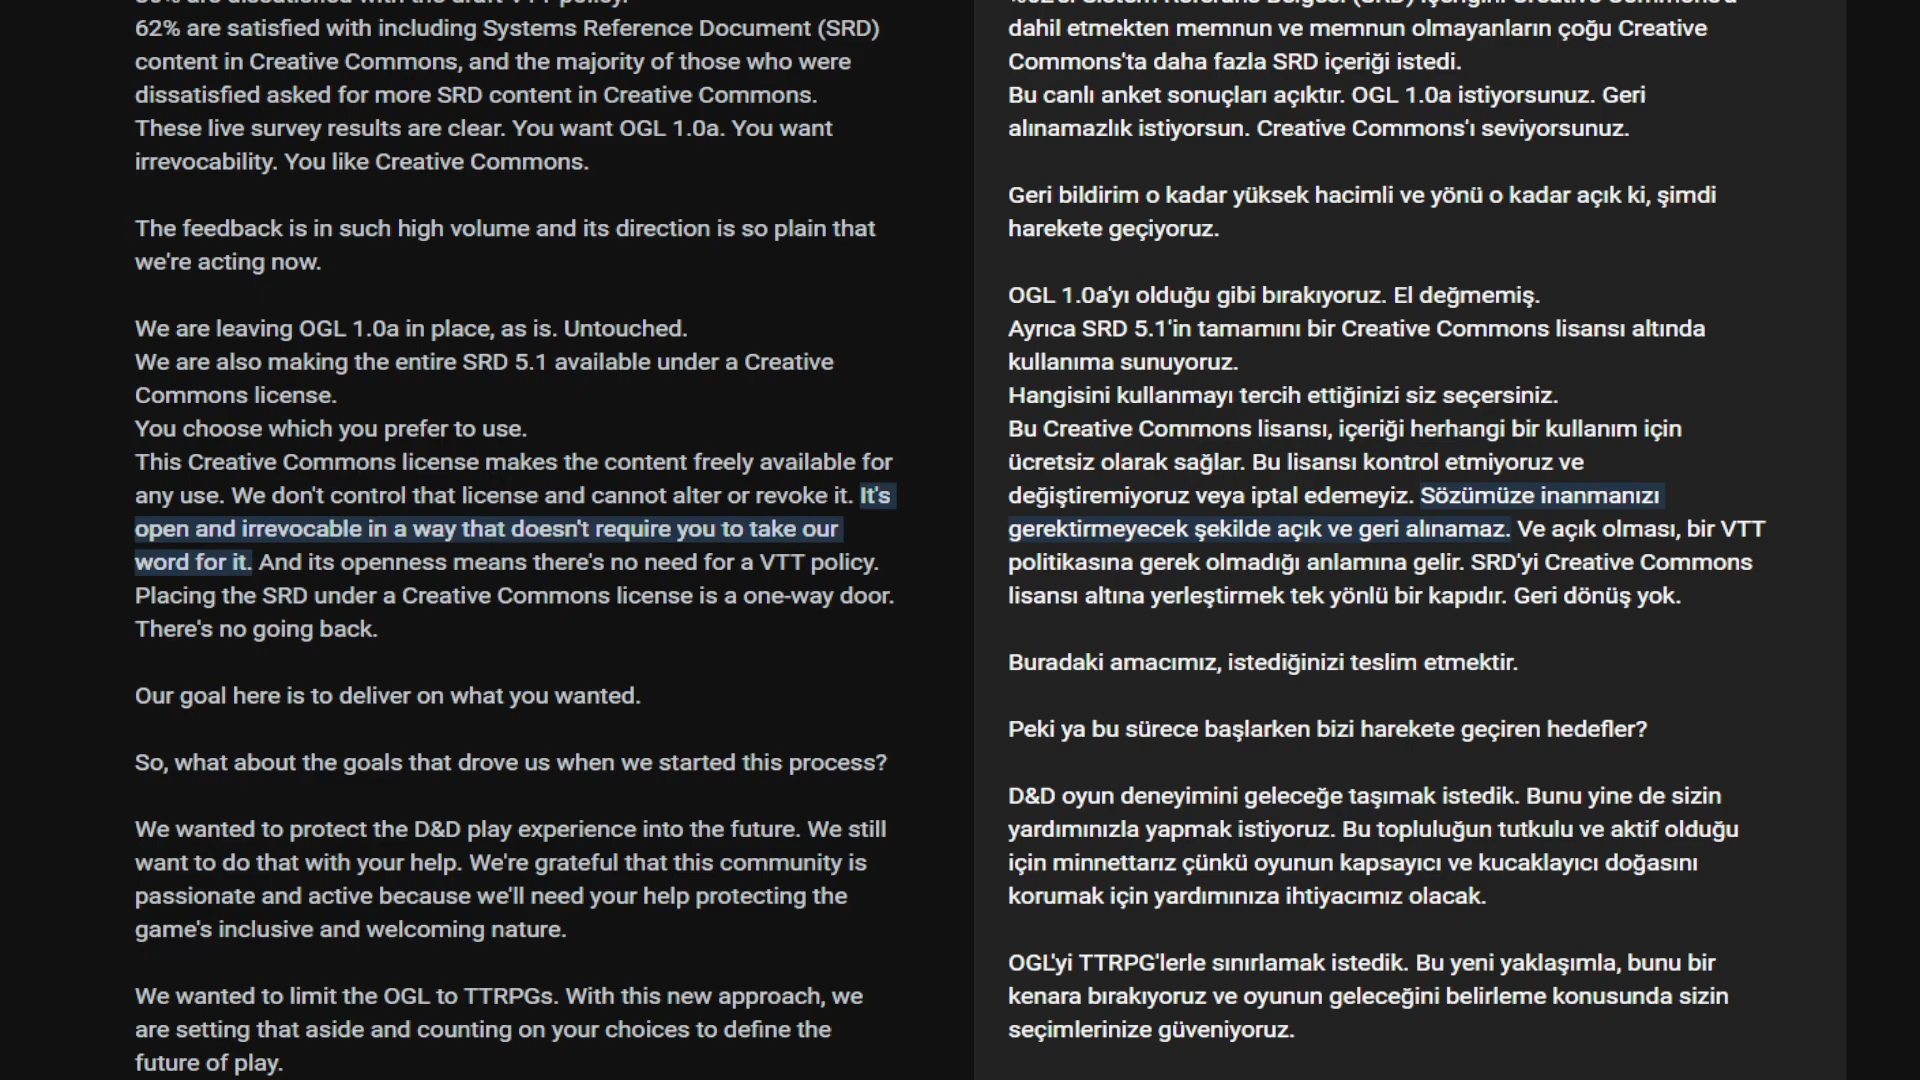 62% are satisfied with including Systems Reference Document (SRD)
content in Creative Commons, and the majority of those who were
dissatisfied asked for more SRD content in Creative Commons.
These live survey results are clear. You want OGL 1.0a. You want
irrevocability. You like Creative Commons.
The feedback is in such high volume and its direction is so plain that
we're acting now.
We are leaving OGL 1.0a in place, as is. Untouched.
We are also making the entire SRD 5.1 available under a Creative
Commons license.
You choose which you prefer to use.
This Creative Commons license makes the content freely available for
any use. We don't control that license and cannot alter or revoke it. It's
open and irrevocable in a way that doesn't require you to take our
word for it. And its openness means there's no need for a VTT policy.
Placing the SRD under a Creative Commons license is a one-way door.
There's no going back.
Our goal here is to deliver on what you wanted.
So, what about the goals that drove us when we started this process?
We wanted to protect the D&D play experience into the future. We still
want to do that with your help. We're grateful that this community is
passionate and active because we'll need your help protecting the
game's inclusive and welcoming nature.
We wanted to limit the OGL to TTRPGs. With this new approach, we
are setting that aside and counting on your choices to define the
future of play.
dahil etmekten memnun ve memnun olmayanların çoğu Creative
Commons'ta daha fazla SRD içeriği istedi.
Bu canlı anket sonuçları açıktır. OGL 1.0a istiyorsunuz. Geri
alınamazlık istiyorsun. Creative Commons'ı seviyorsunuz.
Geri bildirim o kadar yüksek hacimli ve yönü o kadar açık ki, şimdi
harekete geçiyoruz.
OGL 1.0a'yı olduğu gibi bırakıyoruz. El değmemiş.
Ayrıca SRD 5.1'in tamamını bir Creative Commons lisansı altında
kullanıma sunuyoruz.
Hangisini kullanmayı tercih ettiğinizi siz seçersiniz.
Bu Creative Commons lisansı, içeriği herhangi bir kullanım için
ücretsiz olarak sağlar. Bu lisansı kontrol etmiyoruz ve
değiştiremiyoruz veya iptal edemeyiz. Sözümüze inanmanızı
gerektirmeyecek şekilde açık ve geri alınamaz. Ve açık olması, bir VTT
politikasına gerek olmadığı anlamına gelir. SRD'yi Creative Commons
lisansı altına yerleştirmek tek yönlü bir kapıdır. Geri dönüş yok.
Buradaki amacımız, istediğinizi teslim etmektir.
Peki ya bu sürece başlarken bizi harekete geçiren hedefler?
D&D oyun deneyimini geleceğe taşımak istedik. Bunu yine de sizin
yardımınızla yapmak istiyoruz. Bu topluluğun tutkulu ve aktif olduğu
için minnettarız çünkü oyunun kapsayıcı ve kucaklayıcı doğasını
korumak için yardımınıza ihtiyacımız olacak.
OGL'yi TTRPG'lerle sınırlamak istedik. Bu yeni yaklaşımla, bunu bir
kenara bırakıyoruz ve oyunun geleceğini belirleme konusunda sizin
seçimlerinize güveniyoruz.